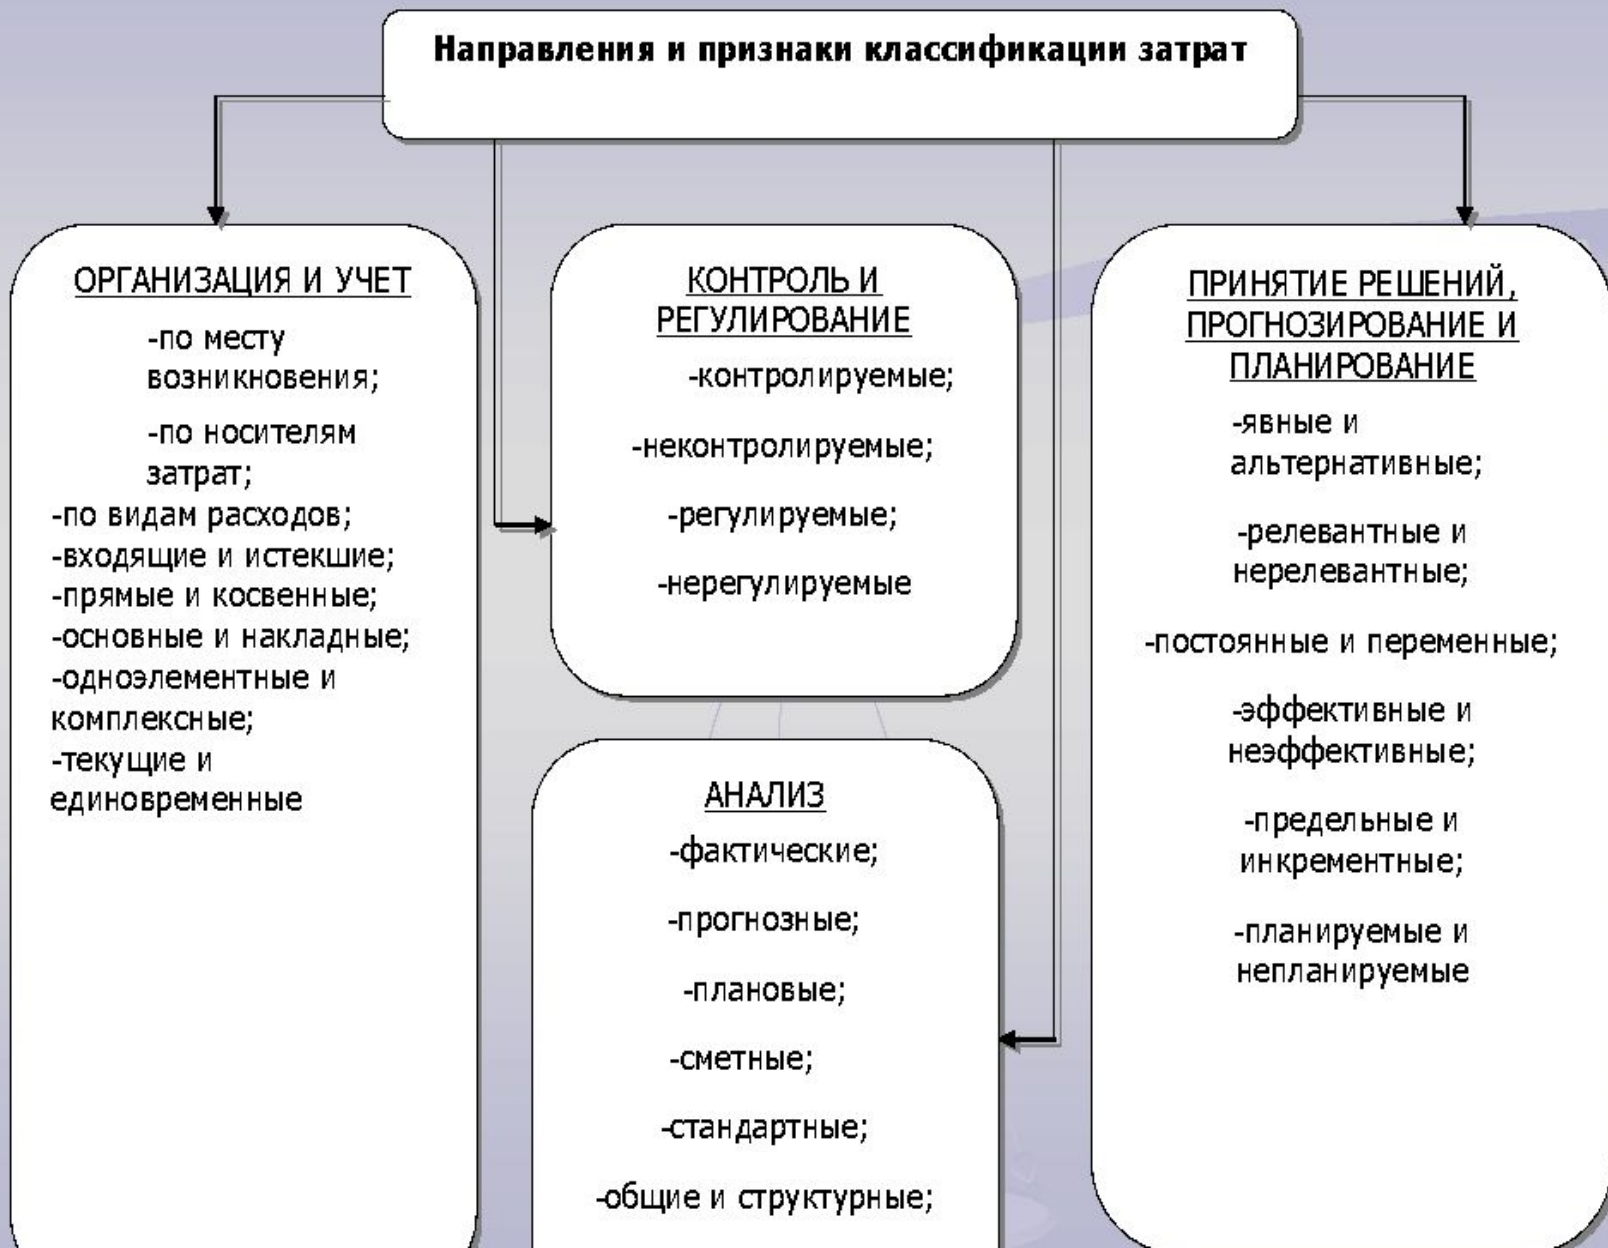 Направления и признаки классификации затрат
ОРГАНИЗАЦИЯ И УЧЕТ
-по месту
возникновения;
-по носителям
затрат;
-по видам расходов;
-входящие и истекшие;
-прямые и косвенные;
-основные и накладные;
-одноэлементные и
комплексные;
-текущие и
единовременные
КОНТРОЛЬ И
РЕГУЛИРОВАНИЕ
-контролируемые;
-неконтролируемые;
-регулируемые;
-нерегулируемые
АНАЛИЗ
-фактические;
-прогнозные;
-плановые;
-сметные;
-стандартные;
-общие и структурные;
ПРИНЯТИЕ РЕШЕНИЙ,
ПРОГНОЗИРОВАНИЕ И
ПЛАНИРОВАНИЕ
-явные и
альтернативные;
-релевантные и
нерелевантные;
-постоянные и переменные;
-эффективные и
неэффективные;
-предельные и
инкрементные;
-планируемые и
непланируемые